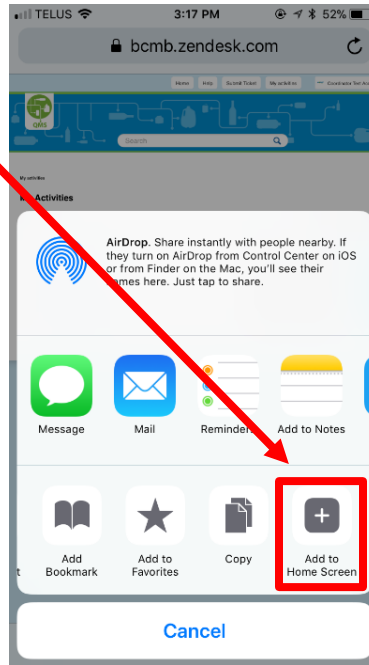 TELUS 3:17 PM 52%
bcmb.zendesk.com
Home Help Submit Ticket My activities
QMS
Search
My activities
My Activities
AirDrop. Share instantly with people nearby. If
they turn on AirDrop from Control Center on iOS
or from Finder on the Mac, you'll see their
names here. Just tap to share.
Message Mail Reminders Add to Notes
Add Add to Copy Add to
t Bookmark Favorites Home Screen
Cancel